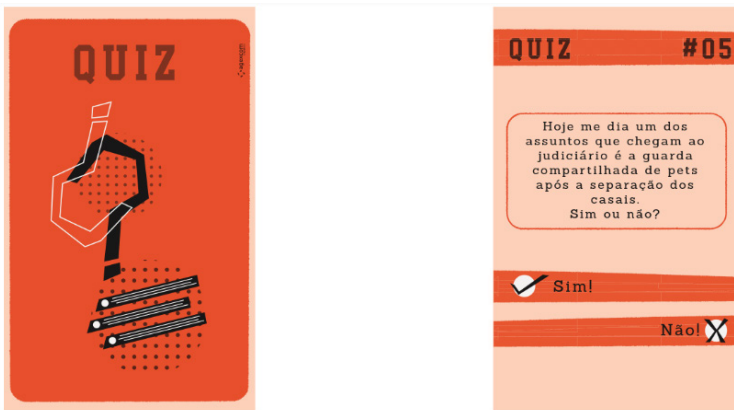 QUIZ
QUIZ #05
Hoje me dia um dos
assuntos que chegam ao
judiciário é a guarda
compartilhada de pets
após a separação dos
casais.
Sim ou não?
Sim!
Não!